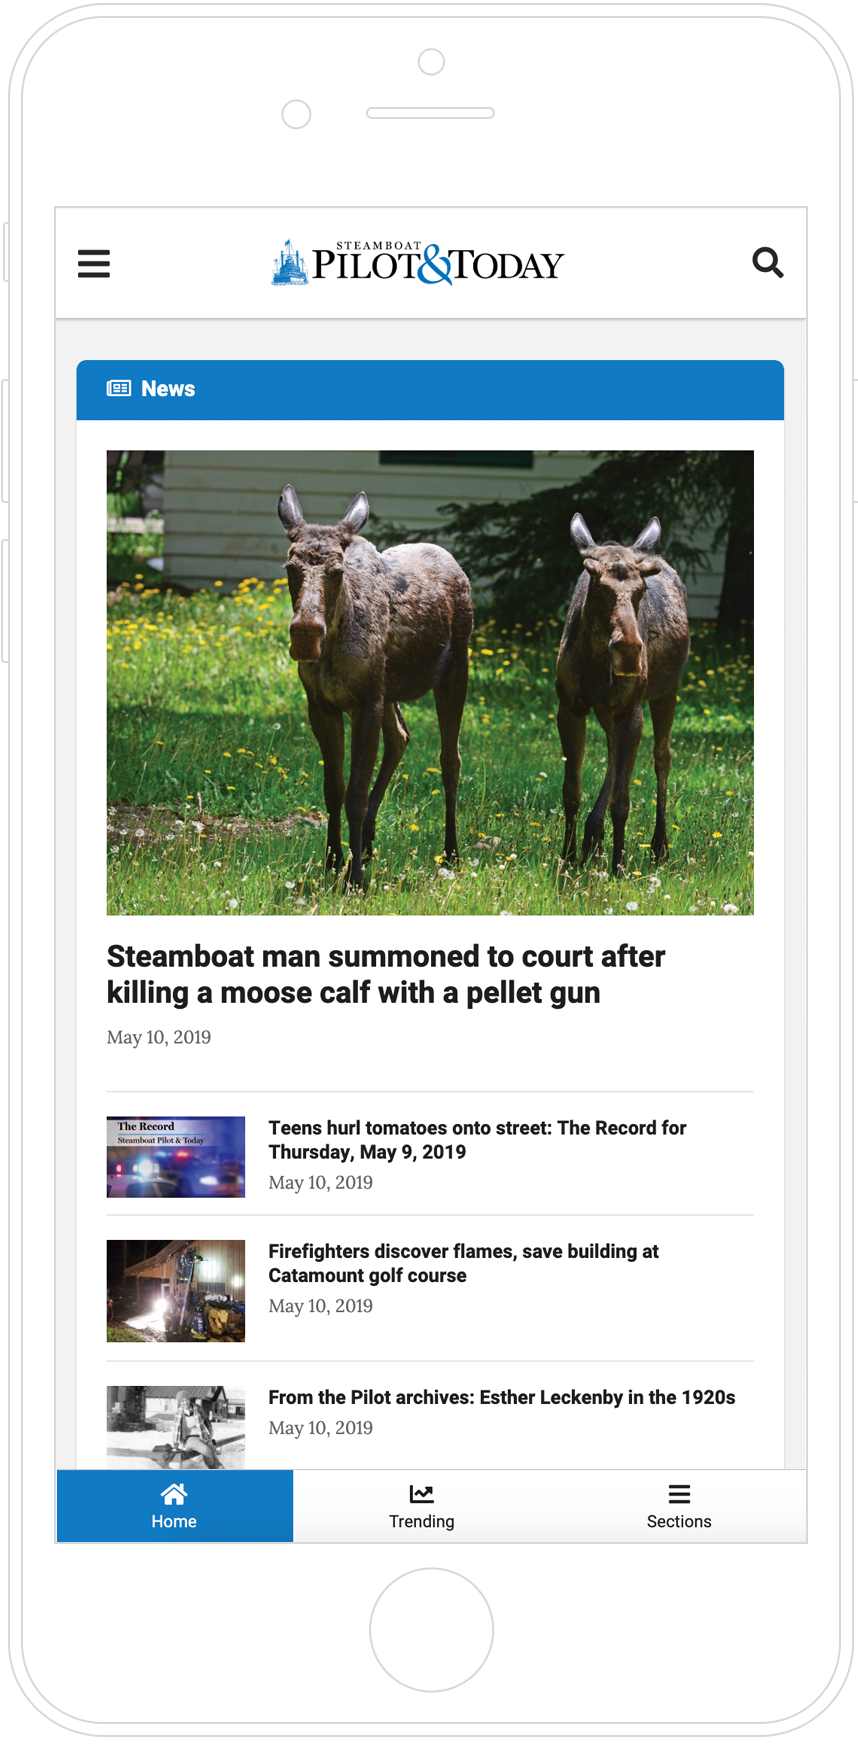 STEAMBOAT
PILOT&TODAY
News
Steamboat man summoned to court after
killing a moose calf with a pellet gun
May 10, 2019
The Record
Steamboat Pilot & Today
Teens hurl tomatoes onto street: The Record for
Thursday, May 9, 2019
May 10, 2019
Firefighters discover flames, save building at
Catamount golf course
May 10, 2019
From the Pilot archives: Esther Leckenby in the 1920s
May 10, 2019
Home
Trending
Sections